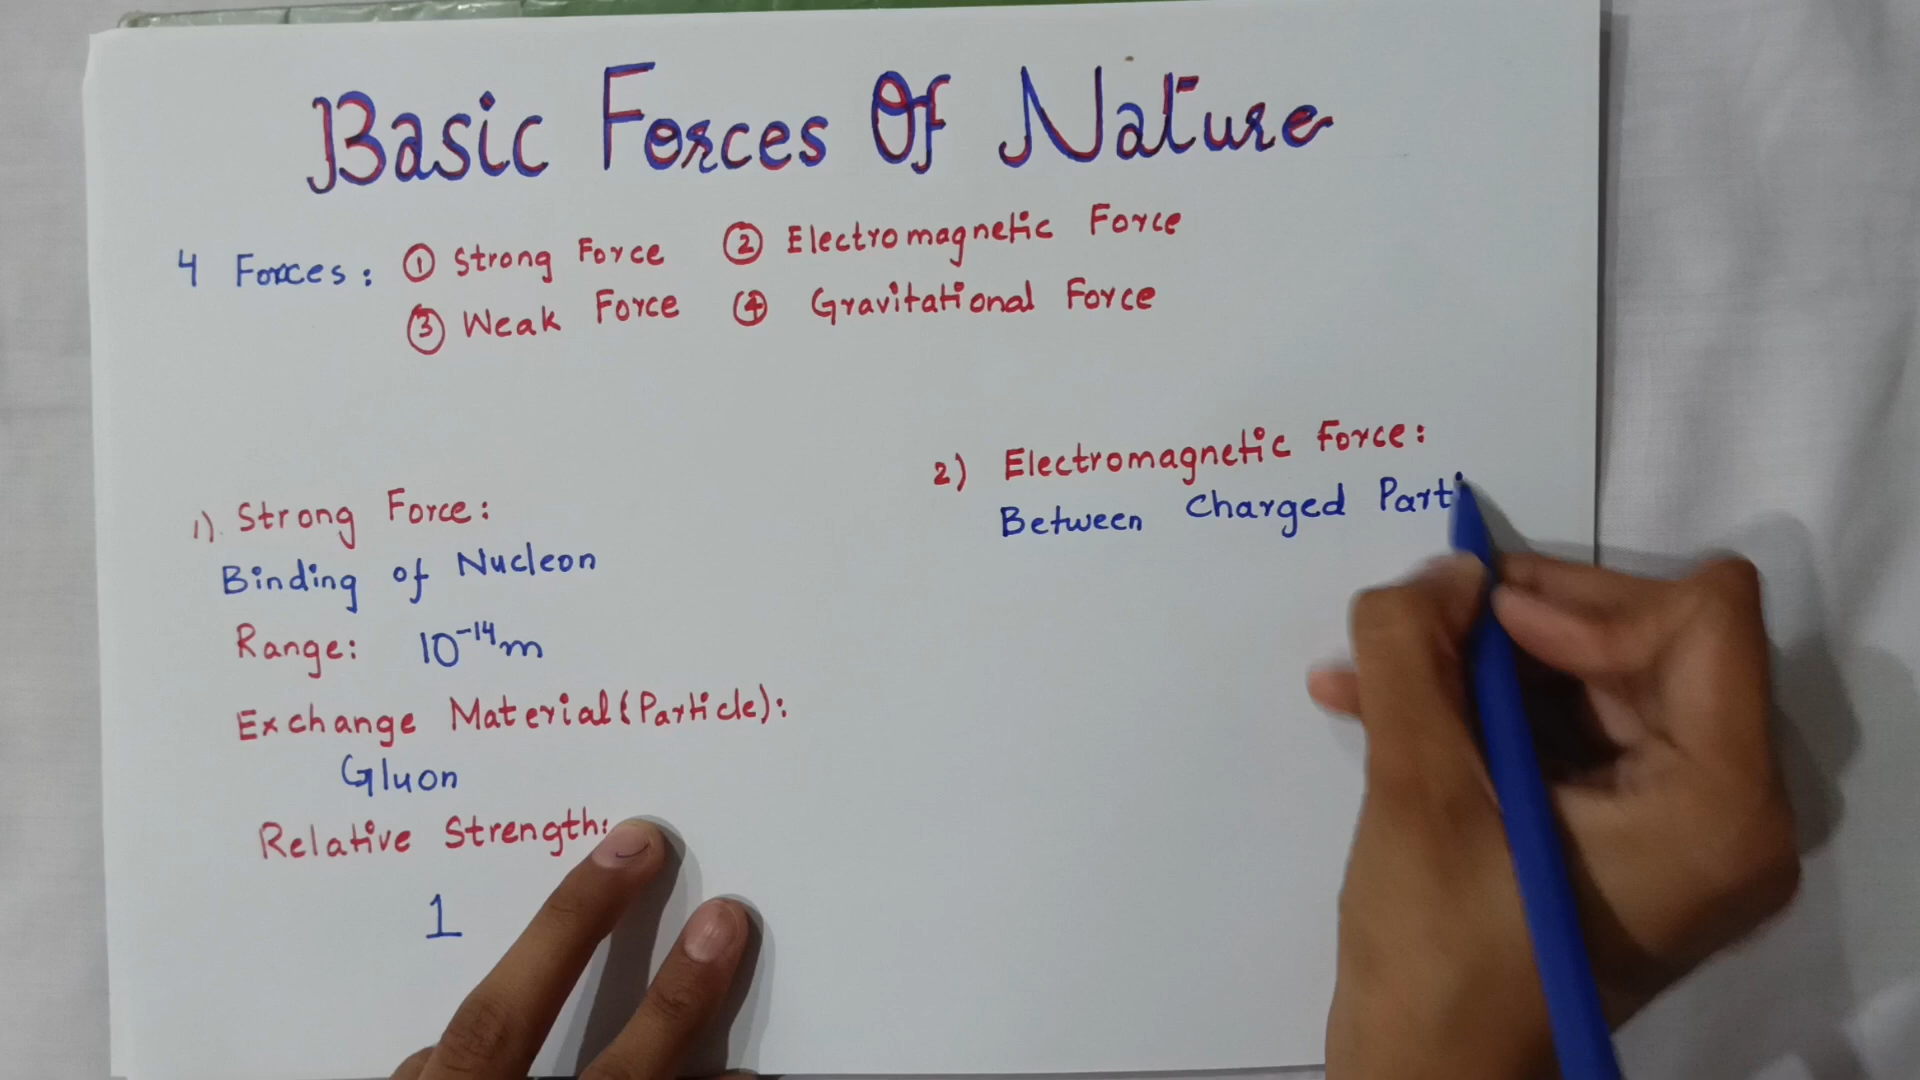 Basic Forces Of Nature
4 Forces: ① Strong Force ② Electromagnetic Force
③ Weak Force ④ Gravitational Force
1). Strong Force:
Binding of Nucleon
Range: 10⁻¹⁴m
Exchange Material(Particle):
Gluon
Relative Strength:
1
2) Electromagnetic Force:
Between Charged Parti